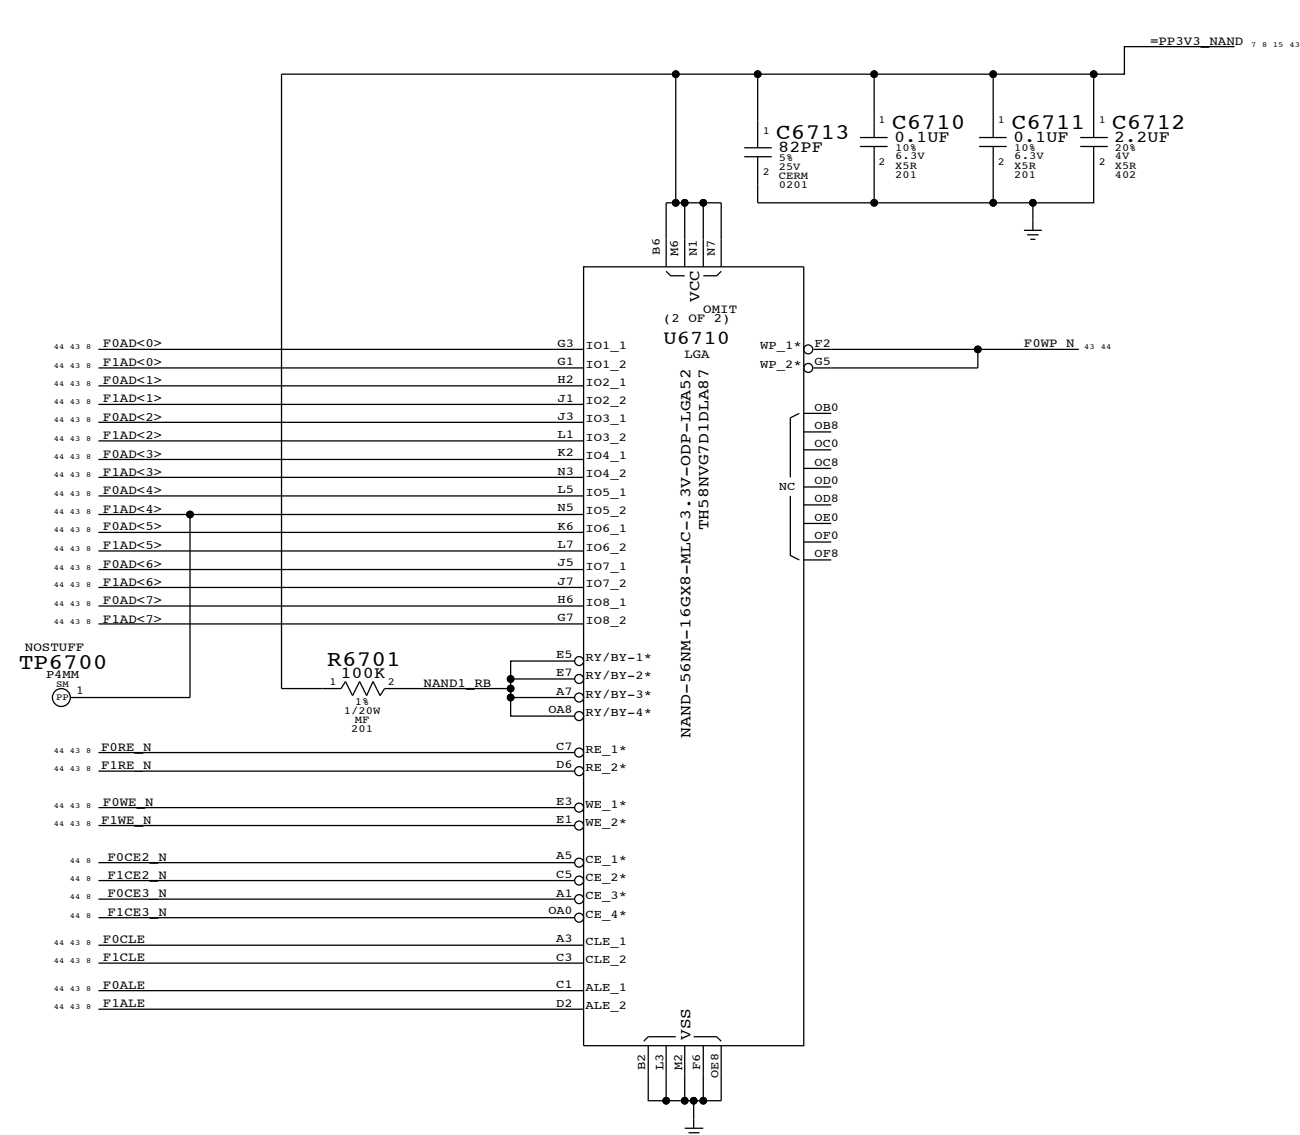 =PP3V3_NAND 7 8 15 43
1 C6713
82PF
5%
25V
2 CERM
0201
1 C6710
0.1UF
10%
2 6.3V
X5R
201
1 C6711
0.1UF
10%
2 6.3V
X5R
201
1 C6712
2.2UF
20%
2 4V
X5R
402
B6 M6 N1 N7
VCC
OMIT
(2 OF 2)
U6710
LGA
NAND-56NM-16GX8-MLC-3.3V-ODP-LGA52
TH58NVG7D1DLA87
44 43 8 F0AD<0> G3 IO1_1
44 43 8 F1AD<0> G1 IO1_2
44 43 8 F0AD<1> H2 IO2_1
44 43 8 F1AD<1> J1 IO2_2
44 43 8 F0AD<2> J3 IO3_1
44 43 8 F1AD<2> L1 IO3_2
44 43 8 F0AD<3> K2 IO4_1
44 43 8 F1AD<3> N3 IO4_2
44 43 8 F0AD<4> L5 IO5_1
44 43 8 F1AD<4> N5 IO5_2
44 43 8 F0AD<5> K6 IO6_1
44 43 8 F1AD<5> L7 IO6_2
44 43 8 F0AD<6> J5 IO7_1
44 43 8 F1AD<6> J7 IO7_2
44 43 8 F0AD<7> H6 IO8_1
44 43 8 F1AD<7> G7 IO8_2
WP_1* F2 F0WP_N 43 44
WP_2* G5
NC
OB0
OB8
OC0
OC8
OD0
OD8
OE0
OF0
OF8
NOSTUFF
TP6700
P4MM
SM
PP 1
R6701
1 100K 2
1%
1/20W
MF
201
NAND1_RB
E5 RY/BY-1*
E7 RY/BY-2*
A7 RY/BY-3*
OA8 RY/BY-4*
44 43 8 F0RE_N C7 RE_1*
44 43 8 F1RE_N D6 RE_2*
44 43 8 F0WE_N E3 WE_1*
44 43 8 F1WE_N E1 WE_2*
44 8 F0CE2_N A5 CE_1*
44 8 F1CE2_N C5 CE_2*
44 8 F0CE3_N A1 CE_3*
44 8 F1CE3_N OA0 CE_4*
44 43 8 F0CLE A3 CLE_1
44 43 8 F1CLE C3 CLE_2
44 43 8 F0ALE C1 ALE_1
44 43 8 F1ALE D2 ALE_2
VSS
B2 L3 M2 F6 OE8